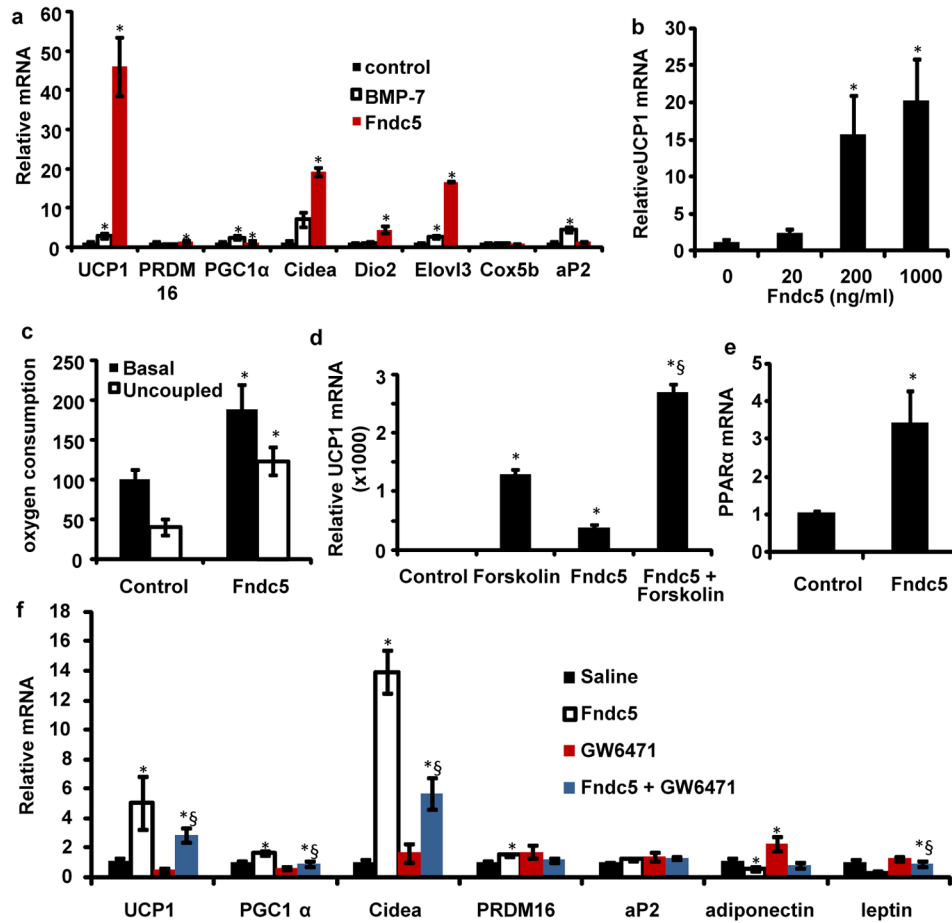 a
Relative mRNA
60
50
40
30
20
10
0
control
BMP-7
Fndc5
*
*
*
*
*
*
*
*
*
*
UCP1 PRDM 16 PGC1α Cidea Dio2 Elovl3 Cox5b aP2
b
RelativeUCP1 mRNA
30
25
20
15
10
5
0
*
*
0 20 200 1000
Fndc5 (ng/ml)
c
oxygen consumption
250
200
150
100
50
0
Basal
Uncoupled
*
*
Control Fndc5
d
Relative UCP1 mRNA
(x1000)
3
2
1
0
*
*
*§
Control Forskolin Fndc5 Fndc5 +
Forskolin
e
PPARα mRNA
5
4
3
2
1
0
*
Control Fndc5
f
Relative mRNA
18
16
14
12
10
8
6
4
2
0
Saline
Fndc5
GW6471
Fndc5 + GW6471
*
*§
*
*§
*
*§
*
*
*
*§
UCP1 PGC1 α Cidea PRDM16 aP2 adiponectin leptin